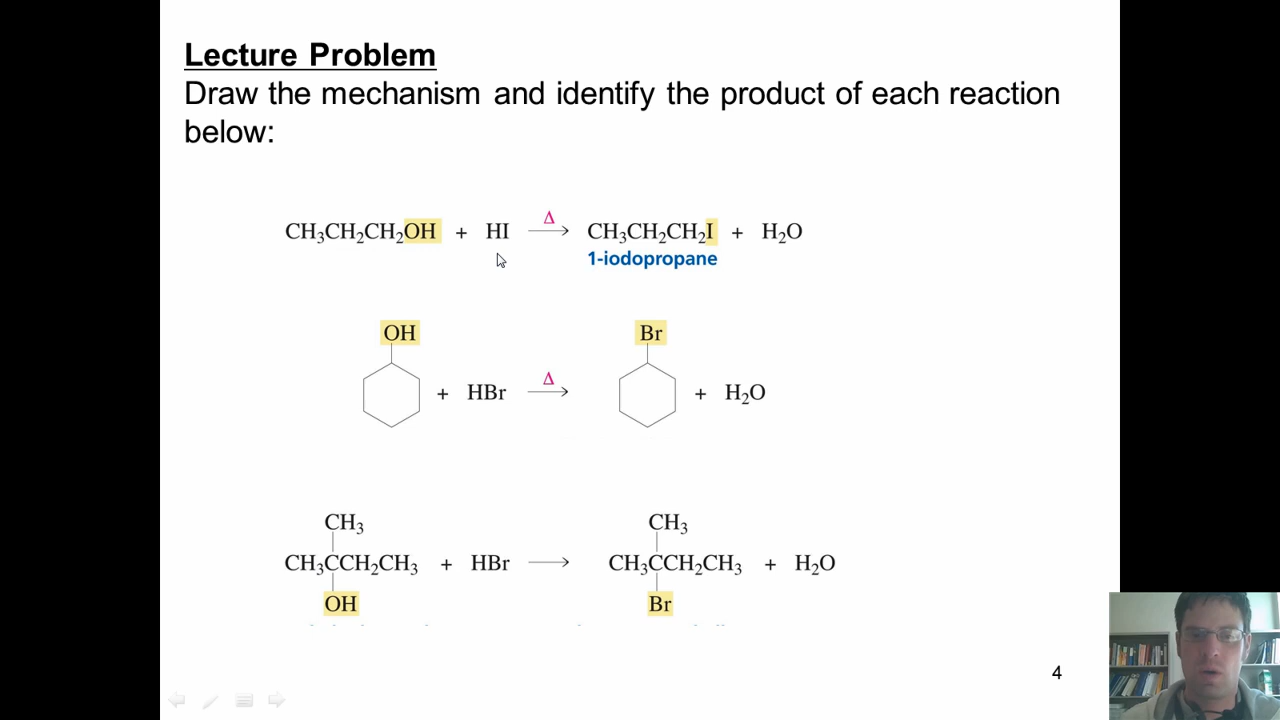 Lecture Problem
Draw the mechanism and identify the product of each reaction
below:
CH₃CH₂CH₂OH + HI Δ → CH₃CH₂CH₂I + H₂O
1-iodopropane
OH Br
+ HBr Δ → + H₂O
CH₃ CH₃
CH₃CCH₂CH₃ + HBr → CH₃CCH₂CH₃ + H₂O
OH Br
4